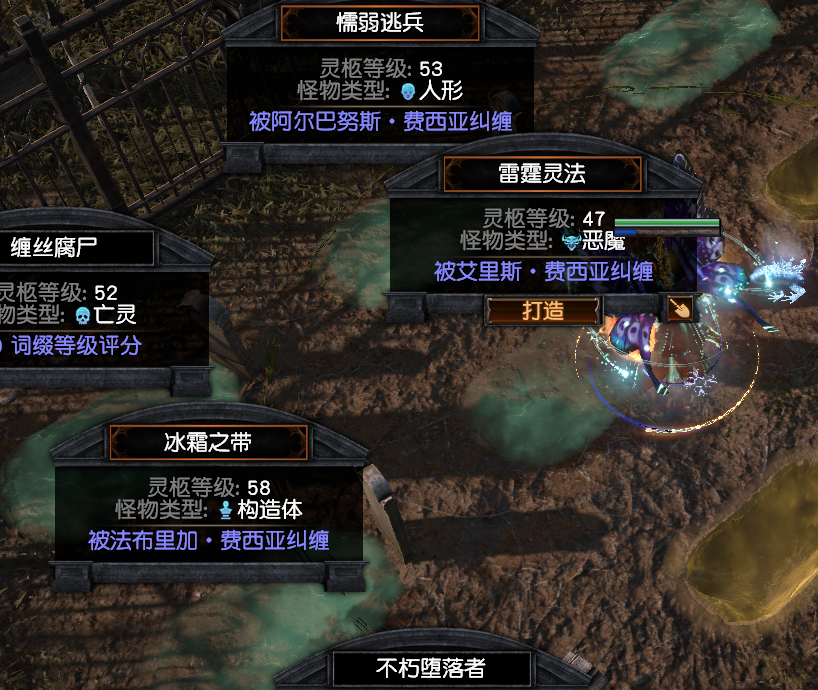 懦弱逃兵
灵枢等级: 53
怪物类型: 人形
被阿尔巴努斯·费西亚纠缠
雷霆灵法
灵枢等级: 47
怪物类型: 恶魔
被艾里斯·费西亚纠缠
打造
缠丝腐尸
灵枢等级: 52
物类型: 亡灵
词缀等级评分
冰霜之带
灵枢等级: 58
怪物类型: 构造体
被法布里加·费西亚纠缠
不朽堕落者